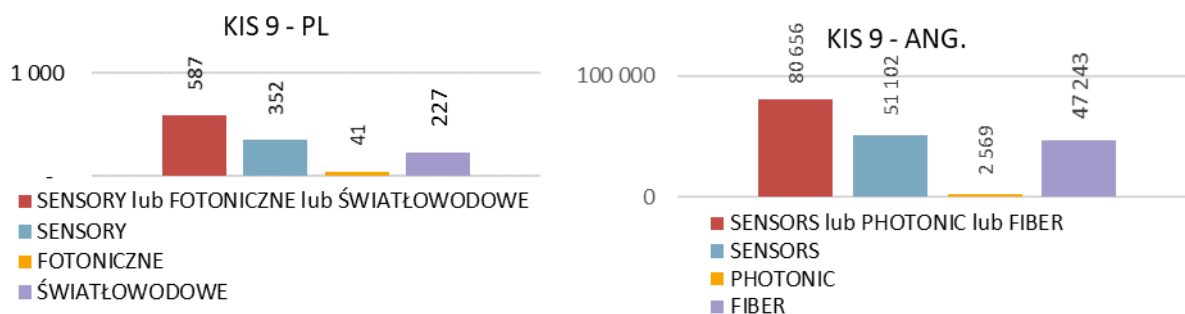 KIS 9 - PL
1 000
587
352
41
227
-
SENSORY lub FOTONICZNE lub ŚWIATŁOWODOWE
SENSORY
FOTONICZNE
ŚWIATŁOWODOWE
KIS 9 - ANG.
100 000
80 656
51 102
2 569
47 243
0
SENSORS lub PHOTONIC lub FIBER
SENSORS
PHOTONIC
FIBER